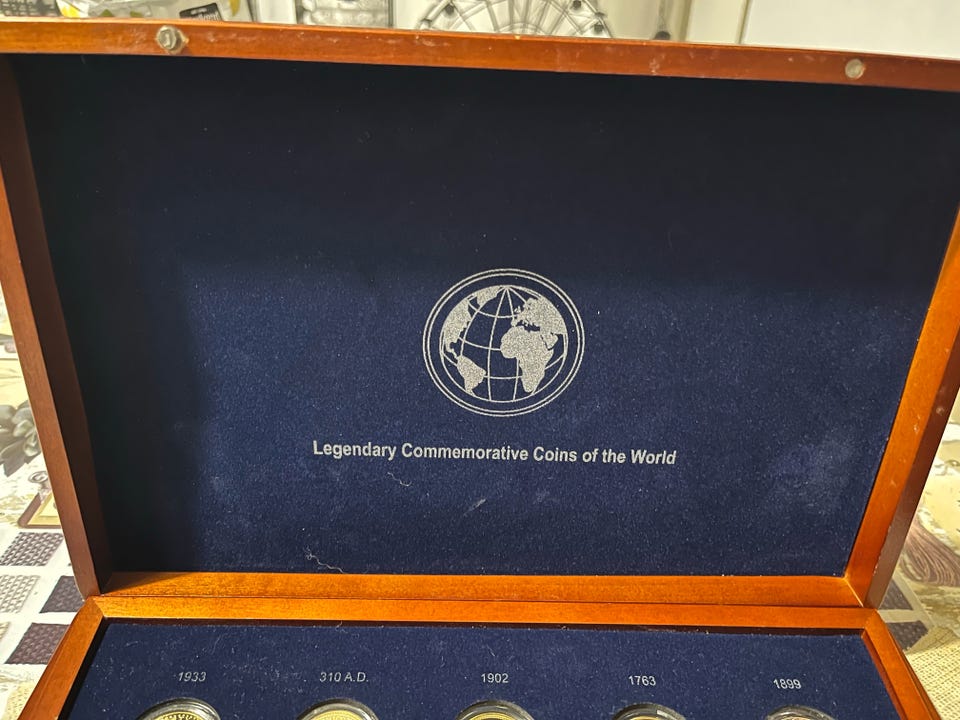 Legendary Commemorative Coins of the World
1933 310 A.D. 1902 1763 1899